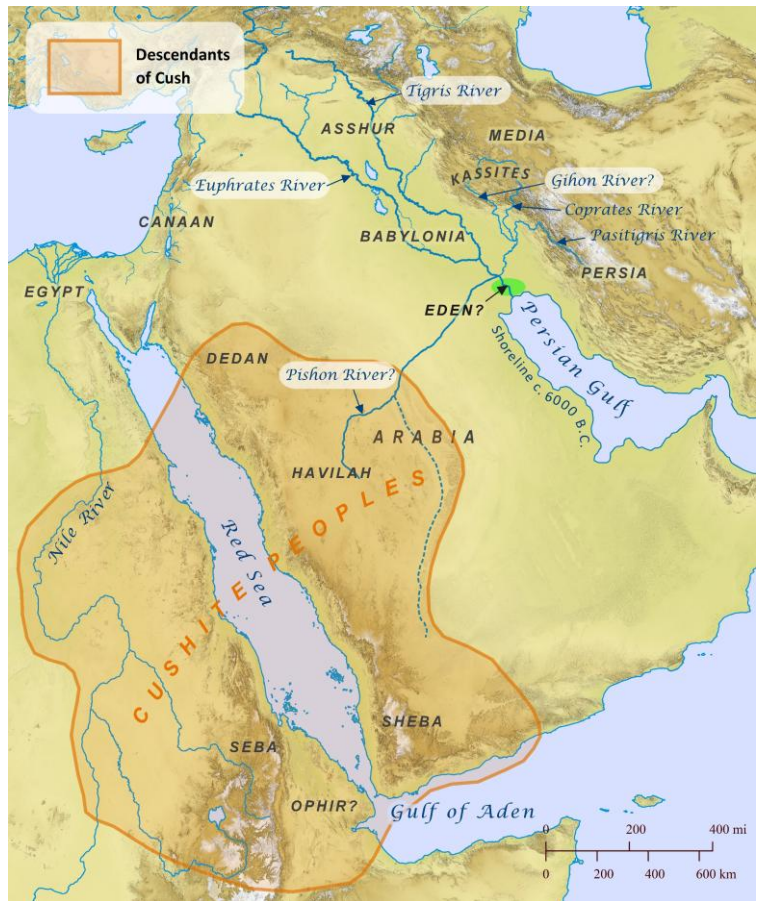 Descendants
of Cush
Tigris River
ASSHUR
MEDIA
KASSITES
Gihon River?
Euphrates River
Coprates River
CANAAN
BABYLONIA
Pasitigris River
PERSIA
EGYPT
EDEN?
Persian Gulf
Shoreline c. 6000 B.C.
DEDAN
Pishon River?
ARABIA
HAVILAH
Nile River
Red Sea
CUSHITE PEOPLES
SHEBA
SEBA
OPHIR?
Gulf of Aden
0 200 400 mi
0 200 400 600 km